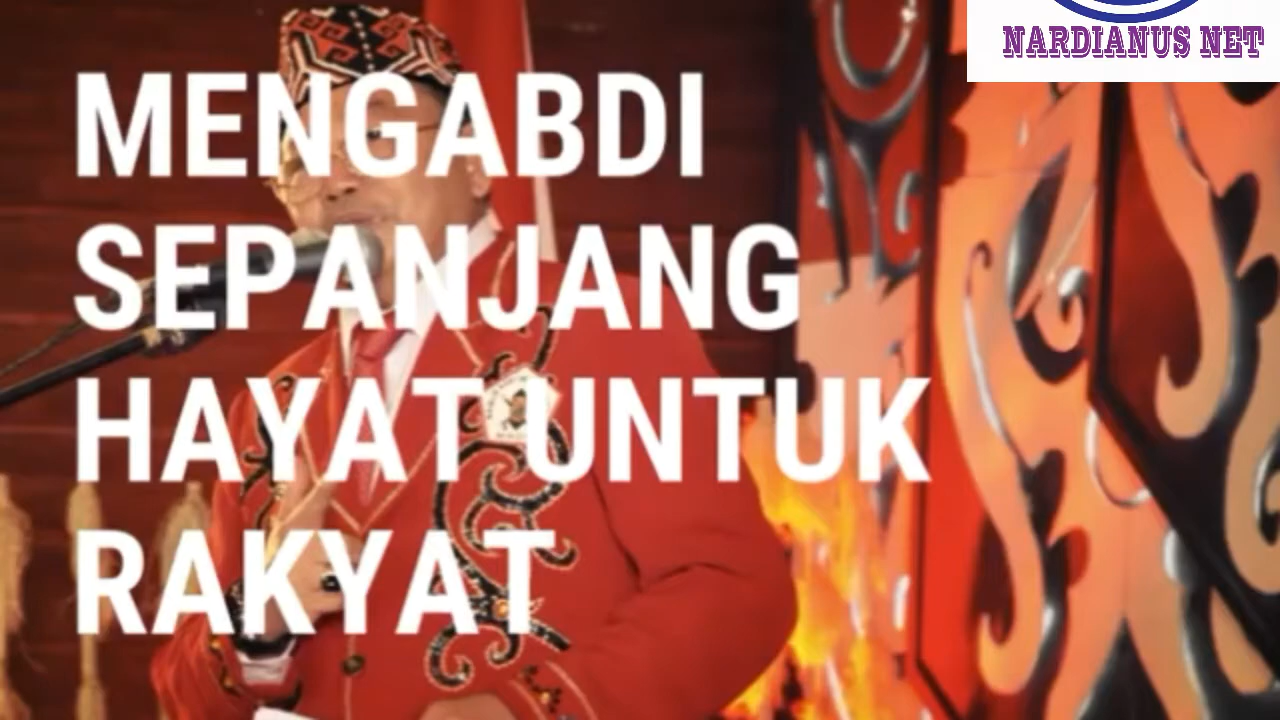 NARDIANUS NET
MENGABDI
SEPANJANG
HAYAT UNTUK
RAKYAT